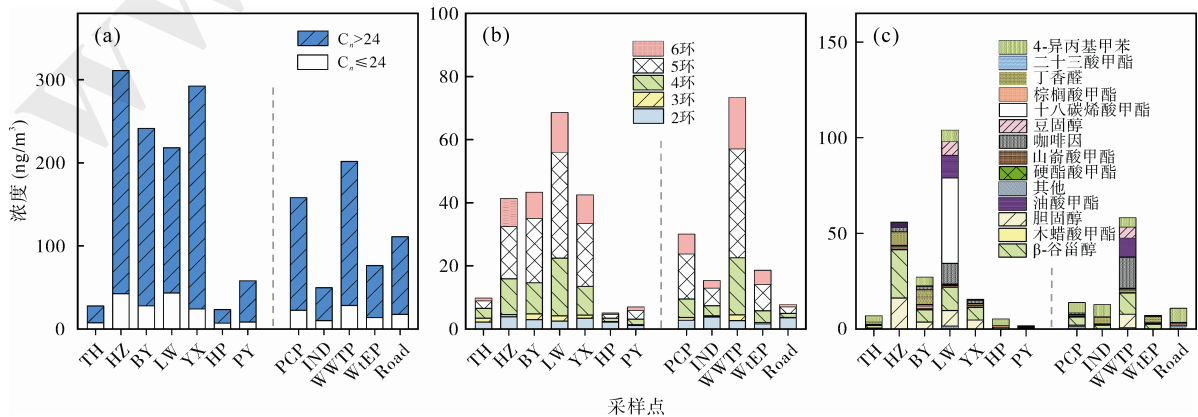 浓度 (ng/m³)
(a)
Cₙ>24
Cₙ≤24
300
200
100
0
TH HZ BY LW YX HP PY PCP IND WWTP WtEP Road
(b)
6环
5环
4环
3环
2环
100
80
60
40
20
0
TH HZ BY LW YX HP PY PCP IND WWTP WtEP Road
(c)
4-异丙基甲苯
二十三酸甲酯
丁香醛
棕榈酸甲酯
十八碳烯酸甲酯
豆固醇
咖啡因
山嵛酸甲酯
硬酯酸甲酯
其他
油酸甲酯
胆固醇
木蜡酸甲酯
β-谷甾醇
150
100
50
0
TH HZ BY LW YX HP PY PCP IND WWTP WtEP Road
采样点